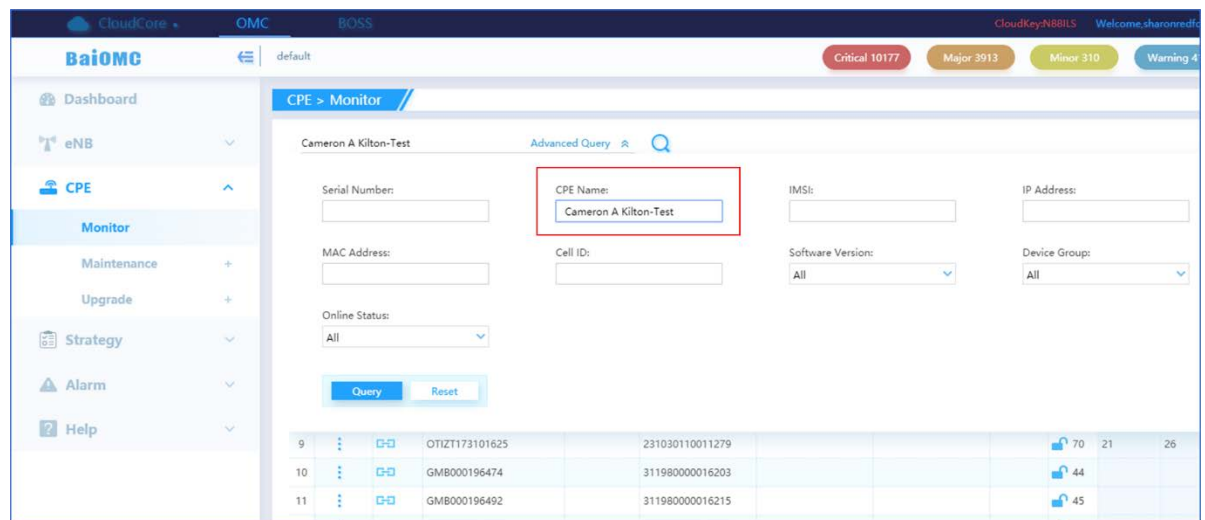 CloudCore OMC BOSS CloudKey:N88ILS Welcome,sharonredfo
BaiOMC default Critical 10177 Major 3913 Minor 310 Warning 4
Dashboard
CPE > Monitor
eNB
Cameron A Kilton-Test Advanced Query
CPE
Serial Number: CPE Name: IMSI: IP Address:
Cameron A Kilton-Test
Monitor
MAC Address: Cell ID: Software Version: Device Group:
Maintenance
All All
Upgrade
Online Status:
Strategy
All
Alarm
Query Reset
Help
9 OTIZT173101625 231030110011279 70 21 26
10 GMB000196474 311980000016203 44
11 GMB000196492 311980000016215 45